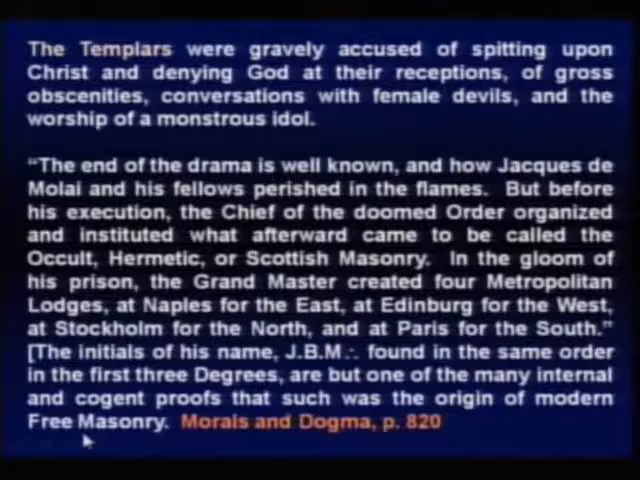 The Templars were gravely accused of spitting upon
Christ and denying God at their receptions, of gross
obscenities, conversations with female devils, and the
worship of a monstrous idol.
“The end of the drama is well known, and how Jacques de
Molai and his fellows perished in the flames. But before
his execution, the Chief of the doomed Order organized
and instituted what afterward came to be called the
Occult, Hermetic, or Scottish Masonry. In the gloom of
his prison, the Grand Master created four Metropolitan
Lodges, at Naples for the East, at Edinburg for the West,
at Stockholm for the North, and at Paris for the South.”
[The initials of his name, J.B.M∴ found in the same order
in the first three Degrees, are but one of the many internal
and cogent proofs that such was the origin of modern
Free Masonry. Morals and Dogma, p. 820